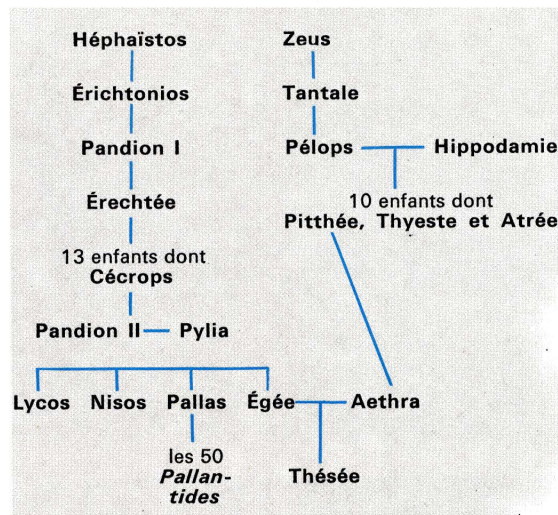 Héphaïstos Zeus
Érichtonios Tantale
Pandion I Pélops Hippodamie
Érechtée 10 enfants dont
Pitthée, Thyeste et Atrée
13 enfants dont
Cécrops
Pandion II Pylia
Lycos Nisos Pallas Égée Aethra
les 50
Pallan-
tides
Thésée